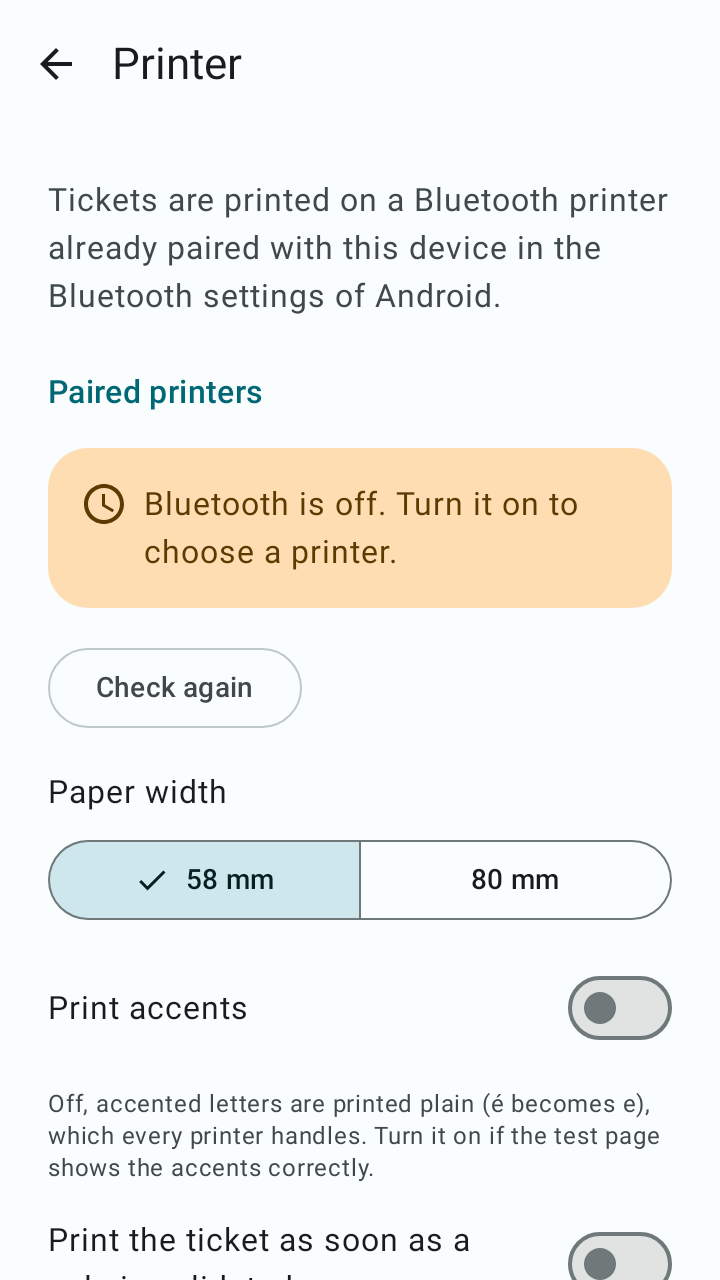 Printer
Tickets are printed on a Bluetooth printer
already paired with this device in the
Bluetooth settings of Android.
Paired printers
Bluetooth is off. Turn it on to
choose a printer.
Check again
Paper width
58 mm
80 mm
Print accents
Off, accented letters are printed plain (é becomes e),
which every printer handles. Turn it on if the test page
shows the accents correctly.
Print the ticket as soon as a